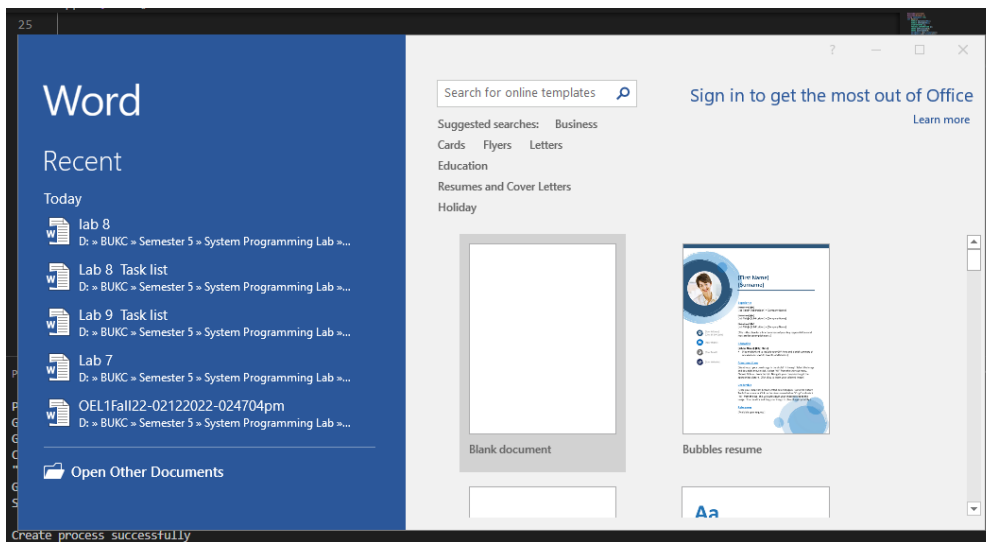 25
Word
Recent
Today
lab 8
D: » BUKC » Semester 5 » System Programming Lab »...
Lab 8 Task list
D: » BUKC » Semester 5 » System Programming Lab »...
Lab 9 Task list
D: » BUKC » Semester 5 » System Programming Lab »...
Lab 7
D: » BUKC » Semester 5 » System Programming Lab »...
OEL1Fall22-02122022-024704pm
D: » BUKC » Semester 5 » System Programming Lab »...
Open Other Documents
?
Search for online templates
Sign in to get the most out of Office
Learn more
Suggested searches: Business
Cards Flyers Letters
Education
Resumes and Cover Letters
Holiday
[First Name]
[Surname]
Blank document
Bubbles resume
Aa
Create process successfully